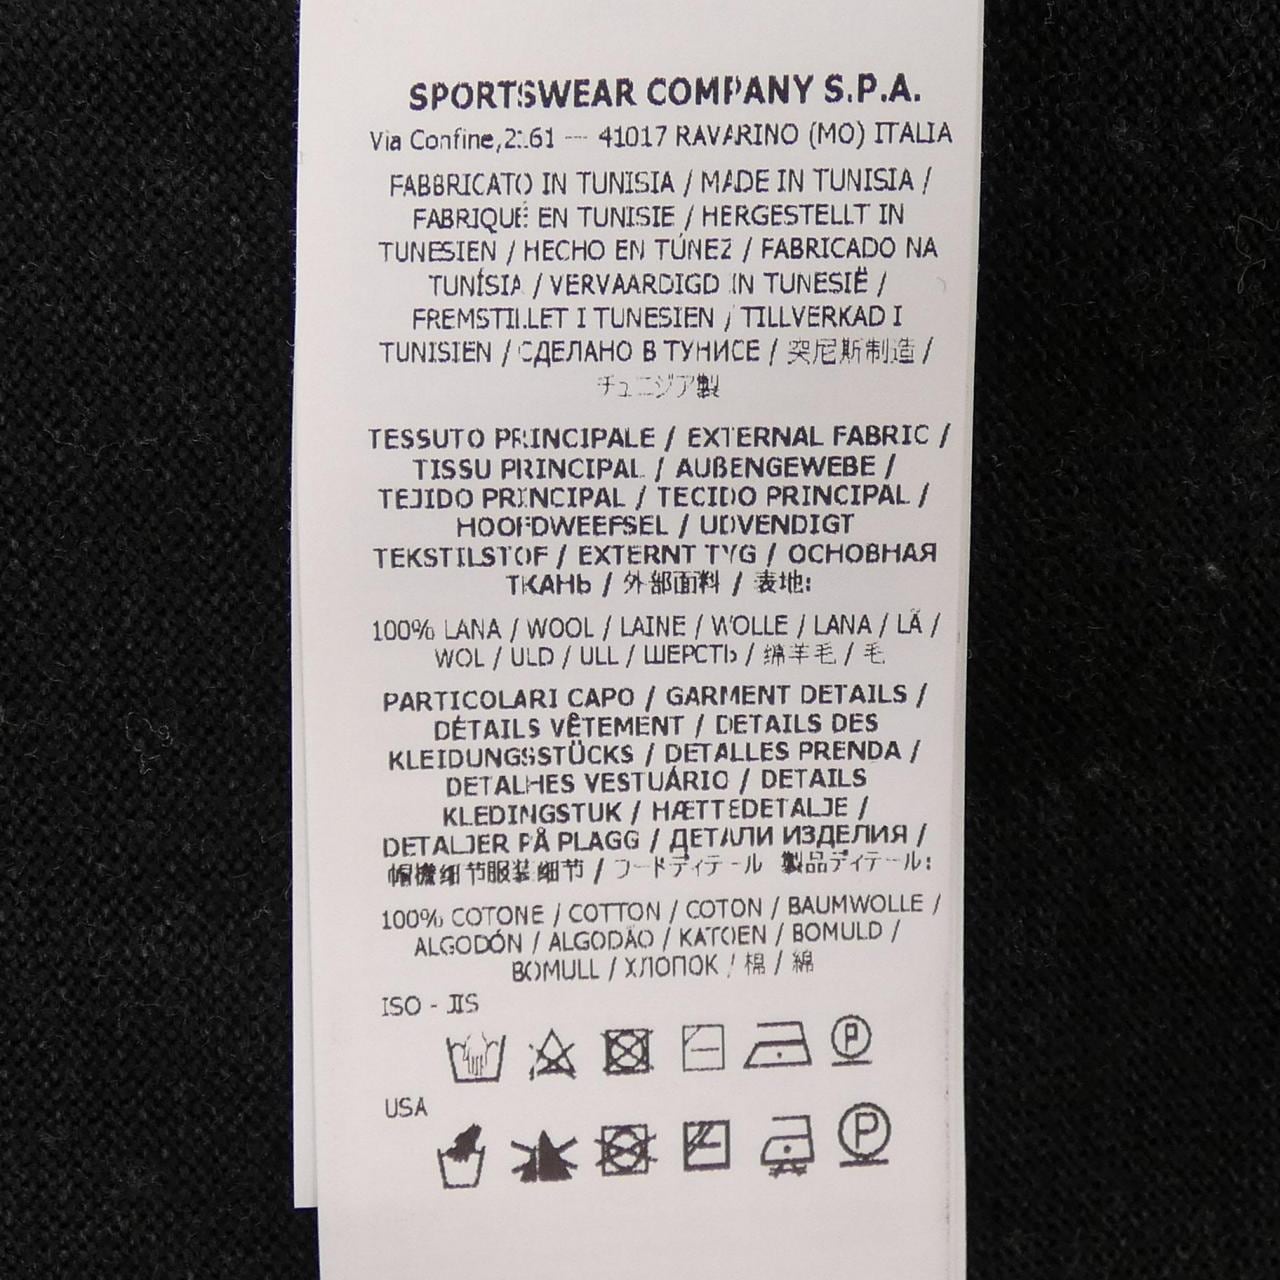 SPORTSWEAR COMPANY S.P.A.
Via Confine,2161 --- 41017 RAVARINO (MO) ITALIA
FABBRICATO IN TUNISIA / MADE IN TUNISIA /
FABRIQUÉ EN TUNISIE / HERGESTELLT IN
TUNESIEN / HECHO EN TÚNEZ / FABRICADO NA
TUNÍSIA / VERVAARDIGD IN TUNESIË /
FREMSTILLET I TUNESIEN / TILLVERKAD I
TUNISIEN / СДЕЛАНО В ТУНИСЕ / 突尼斯制造 /
チュニジア製
TESSUTO PRINCIPALE / EXTERNAL FABRIC /
TISSU PRINCIPAL / AUßENGEWEBE /
TEJIDO PRINCIPAL / TECIDO PRINCIPAL /
HOOFDWEEFSEL / UDVENDIGT
TEKSTILSTOF / EXTERNT TYG / ОСНОВНАЯ
ТКАНЬ / 外部面料 / 表地:
100% LANA / WOOL / LAINE / WOLLE / LANA / LÃ /
WOL / ULD / ULL / ШЕРСТЬ / 绵羊毛 / 毛
PARTICOLARI CAPO / GARMENT DETAILS /
DÉTAILS VÊTEMENT / DETAILS DES
KLEIDUNGSSTÜCKS / DETALLES PRENDA /
DETALHES VESTUÁRIO / DETAILS
KLEDINGSTUK / HÆTTEDETALJE /
DETALJER PÅ PLAGG / ДЕТАЛИ ИЗДЕЛИЯ /
细节服装细节 / フードディテール 製品ディテール:
100% COTONE / COTTON / COTON / BAUMWOLLE /
ALGODÓN / ALGODÃO / KATOEN / BOMULD /
BOMULL / ХЛОПОК / 棉 / 綿
ISO - JIS
P
USA
P